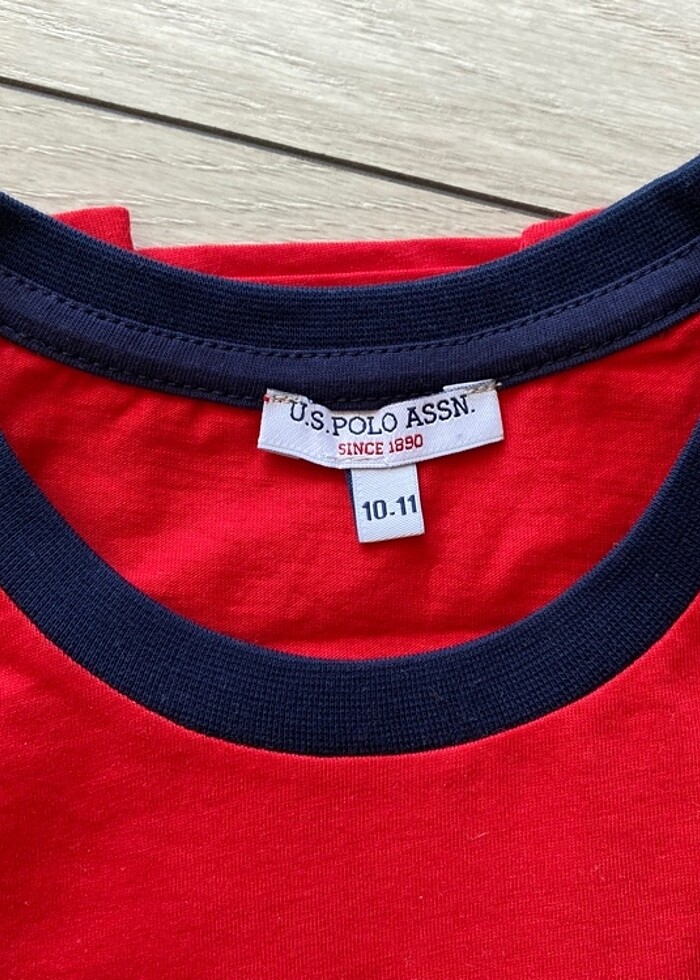 U.S. POLO ASSN.
SINCE 1890
10-11